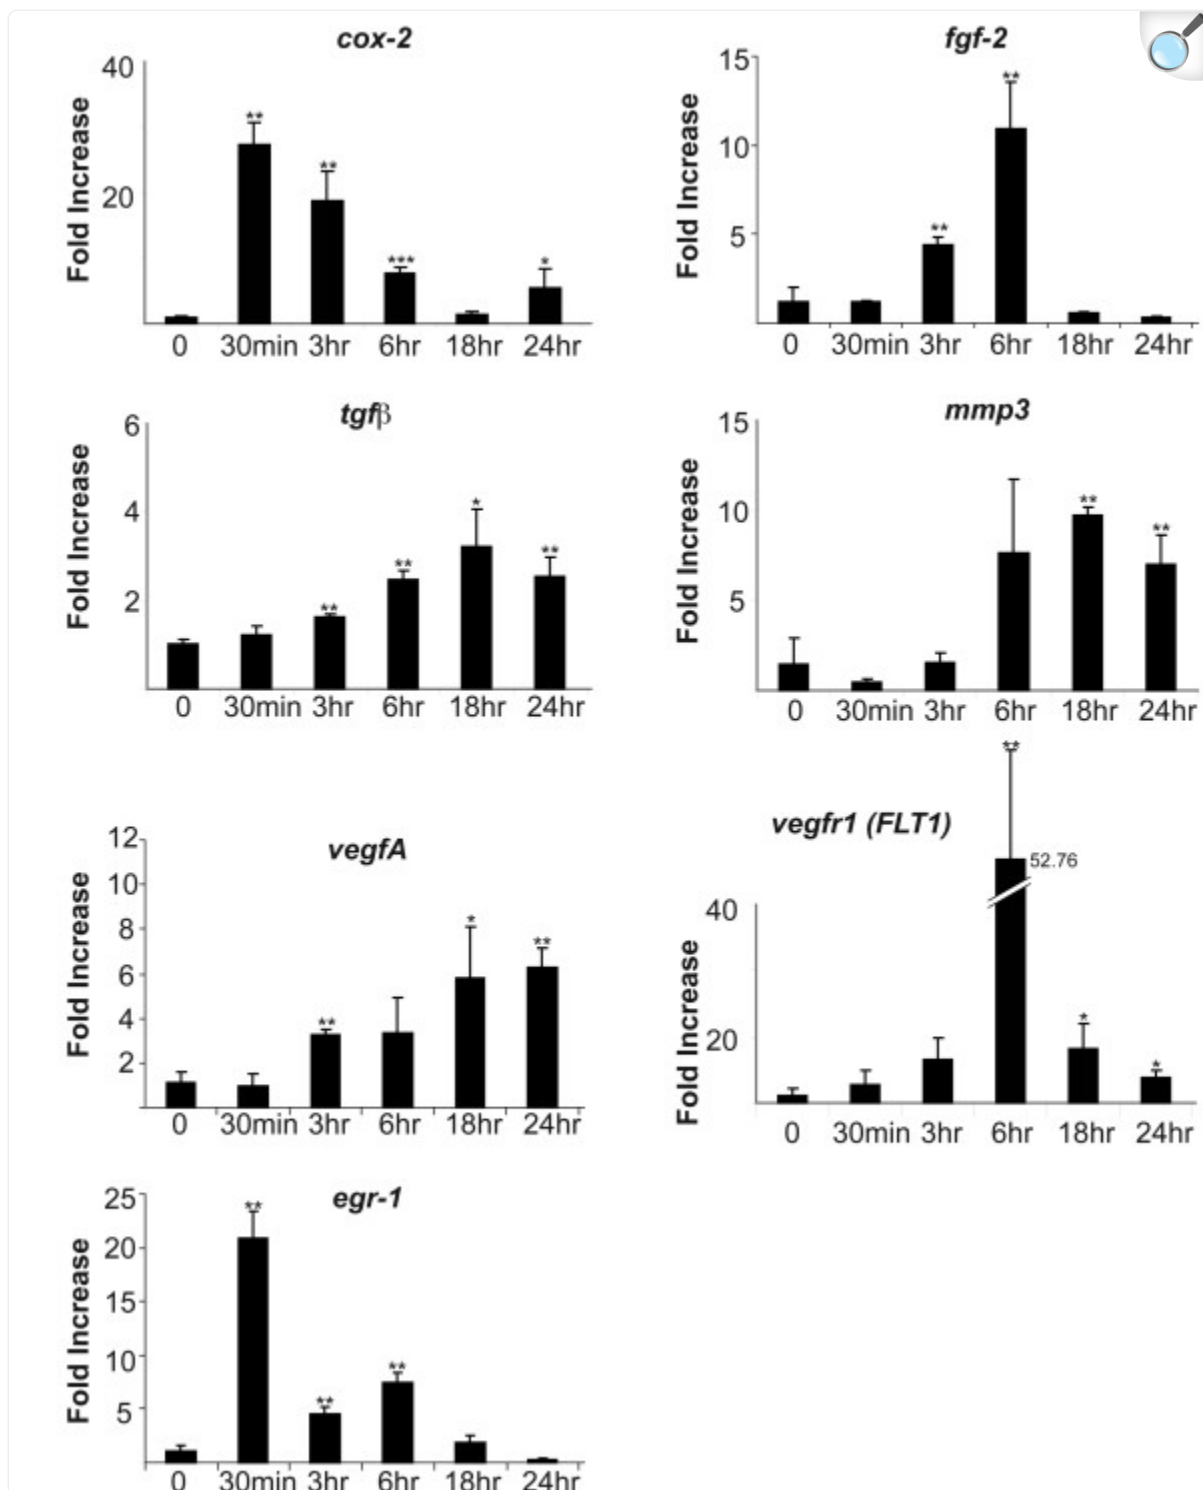 cox-2
40
20
Fold Increase
**
**
***
*
0 30min 3hr 6hr 18hr 24hr
fgf-2
15
10
5
Fold Increase
**
**
0 30min 3hr 6hr 18hr 24hr
tgfβ
6
4
2
Fold Increase
**
**
*
**
0 30min 3hr 6hr 18hr 24hr
mmp3
15
10
5
Fold Increase
**
**
0 30min 3hr 6hr 18hr 24hr
vegfA
12
10
8
6
4
2
Fold Increase
**
*
**
0 30min 3hr 6hr 18hr 24hr
vegfr1 (FLT1)
40
20
Fold Increase
**
52.76
*
*
0 30min 3hr 6hr 18hr 24hr
egr-1
25
20
15
10
5
Fold Increase
**
**
**
0 30min 3hr 6hr 18hr 24hr